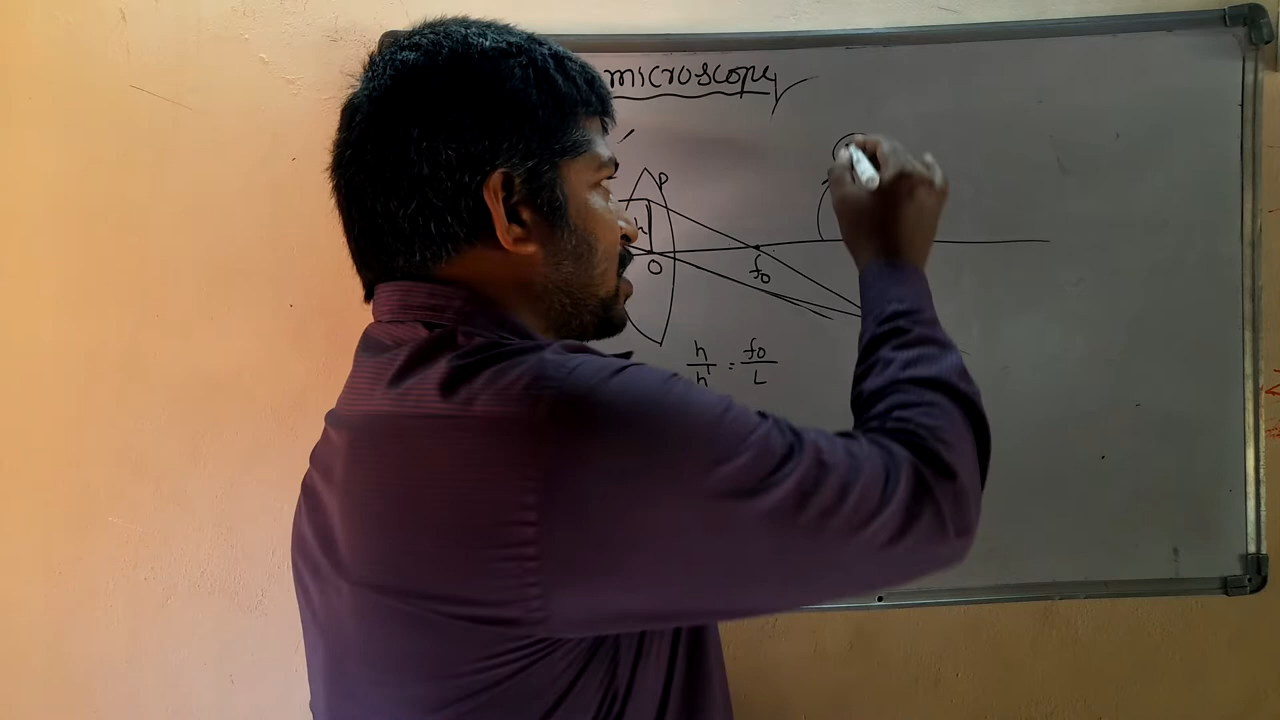 microscope
P
h
O
fo
h/h = fo/L